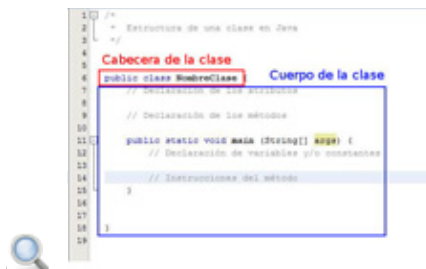 1 /*
2 * Estructura de una clase en Java
3 */
4
5 Cabecera de la clase
6 public class NombreClase { Cuerpo de la clase
7 // Declaración de los atributos
8
9 // Declaración de los métodos
10
11 public static void main (String[] args) {
12 // Declaración de variables y/o constantes
13
14 // Instrucciones del método
15 }
16
17
18 }
19